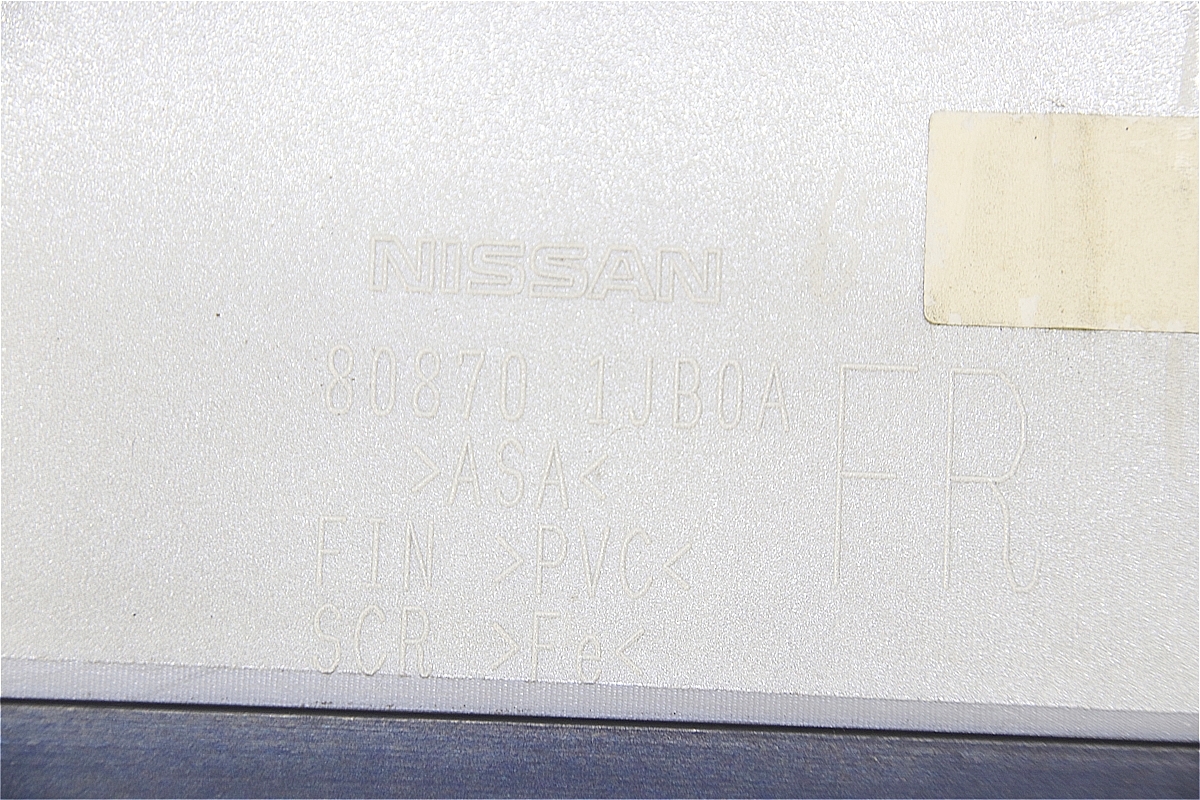 NISSAN
80870 1JB0A
FR
>ASA<
FIN >PVC<
SCR >Fe<